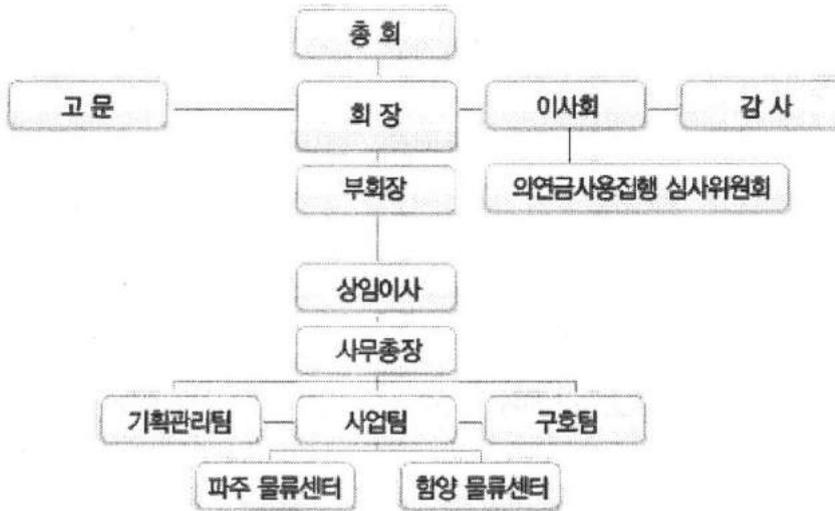 총 회
고 문
회 장
이사회
감 사
부회장
의연금사용집행 심사위원회
상임이사
사무총장
기획관리팀
사업팀
구호팀
파주 물류센터
함양 물류센터